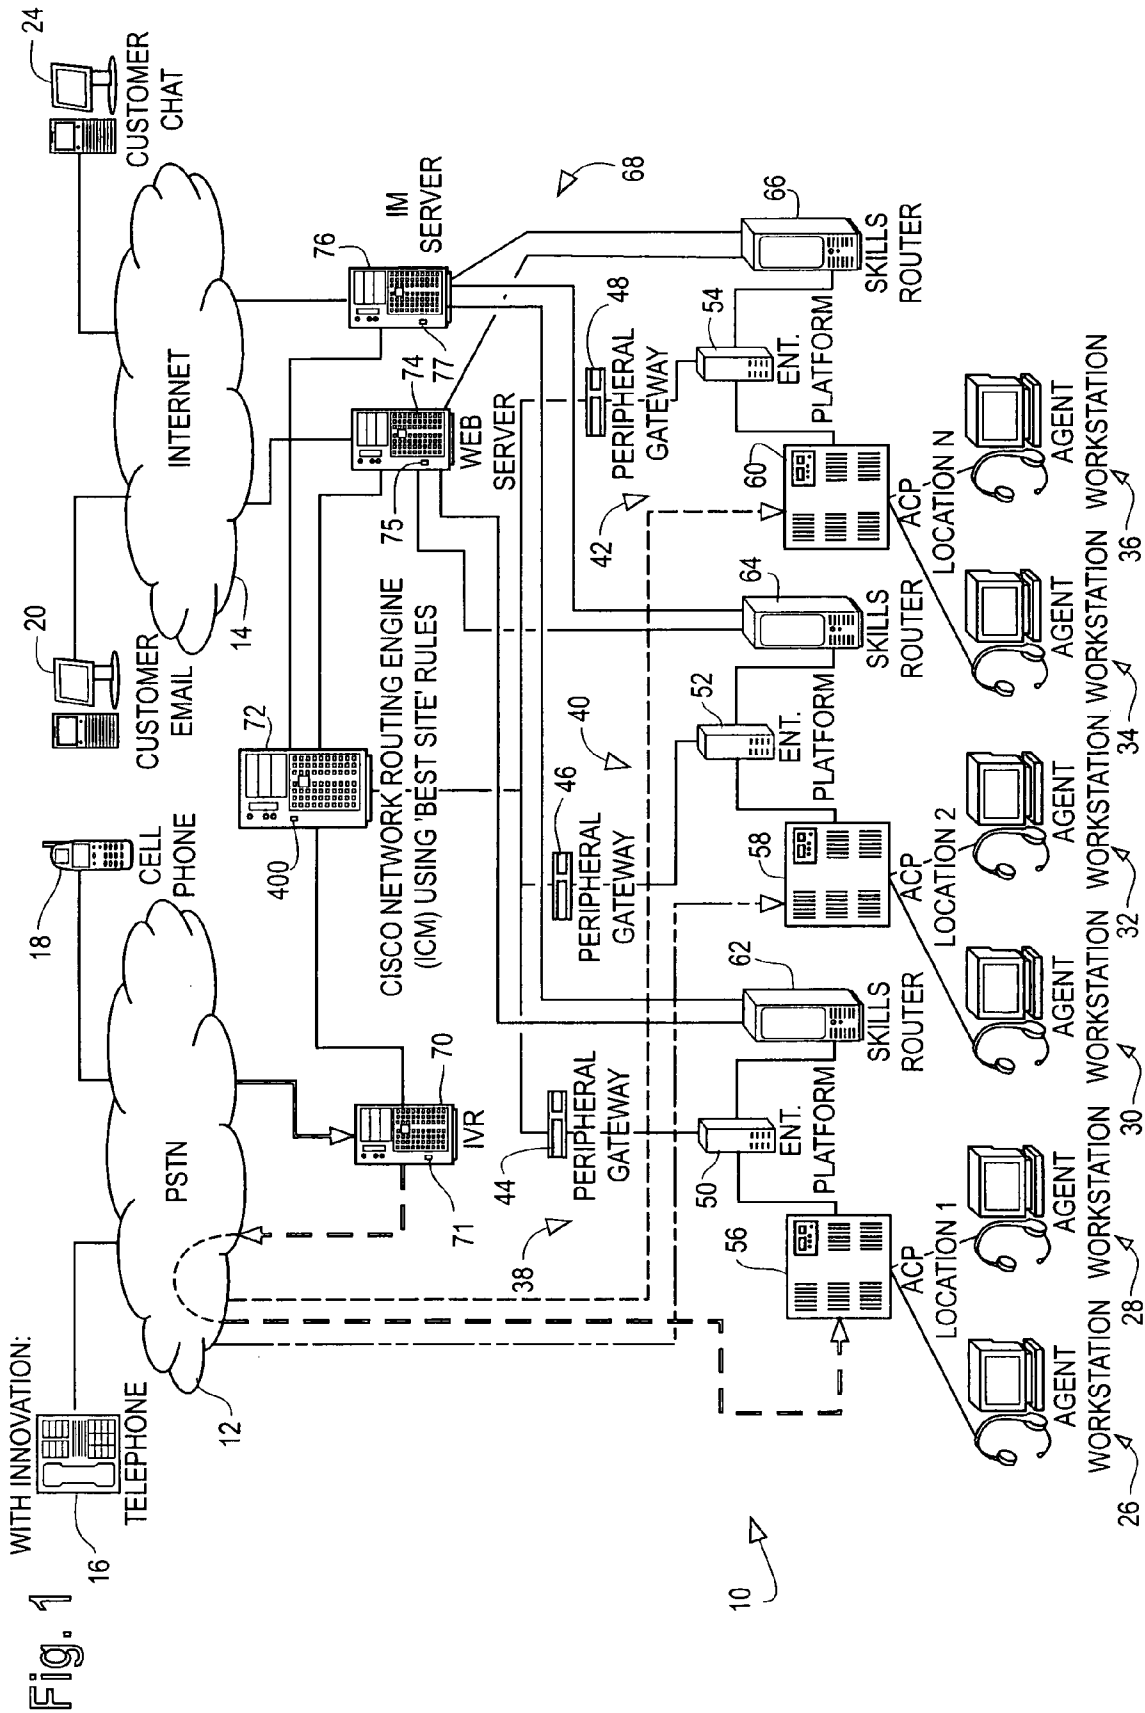 Fig. 1
WITH INNOVATION:
16
TELEPHONE
12
PSTN
18
CELL
PHONE
20
CUSTOMER
EMAIL
14
INTERNET
24
CUSTOMER
CHAT
72
400
CISCO NETWORK ROUTING ENGINE
(ICM) USING 'BEST SITE' RULES
70
71
IVR
74
75
WEB
SERVER
76
77
IM
SERVER
68
38
44
PERIPHERAL
GATEWAY
46
PERIPHERAL
GATEWAY
40
42
48
PERIPHERAL
GATEWAY
10
56
50
ENT.
PLATFORM
62
SKILLS
ROUTER
58
52
ENT.
PLATFORM
64
SKILLS
ROUTER
60
54
ENT.
PLATFORM
66
SKILLS
ROUTER
ACP
LOCATION 1
ACP
LOCATION 2
ACP
LOCATION N
AGENT
WORKSTATION
26
AGENT
WORKSTATION
28
AGENT
WORKSTATION
30
AGENT
WORKSTATION
32
AGENT
WORKSTATION
34
AGENT
WORKSTATION
36